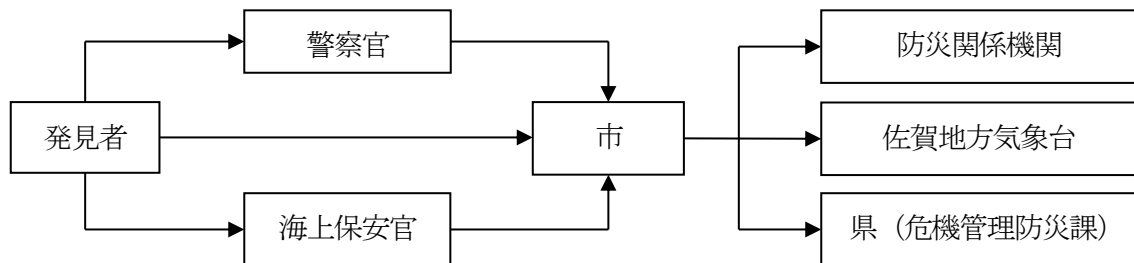 警察官
防災関係機関
発見者
市
佐賀地方気象台
海上保安官
県（危機管理防災課）